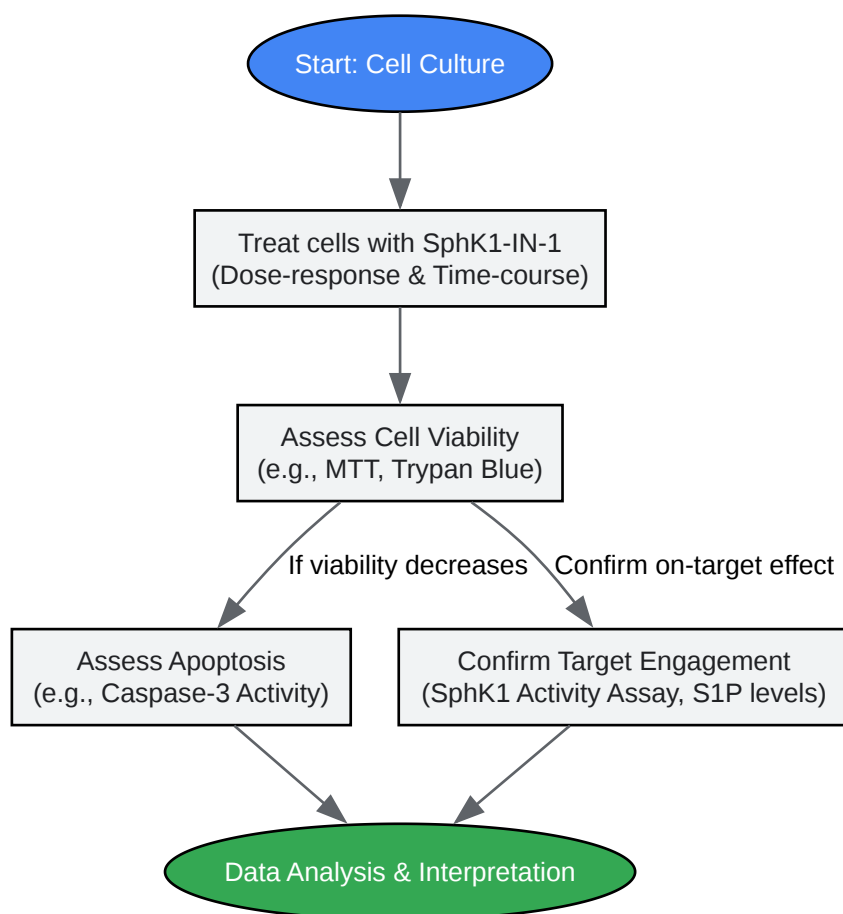 Start: Cell Culture
Treat cells with SphK1-IN-1
(Dose-response & Time-course)
Assess Cell Viability
(e.g., MTT, Trypan Blue)
If viability decreases
Confirm on-target effect
Assess Apoptosis
(e.g., Caspase-3 Activity)
Confirm Target Engagement
(SphK1 Activity Assay, S1P levels)
Data Analysis & Interpretation